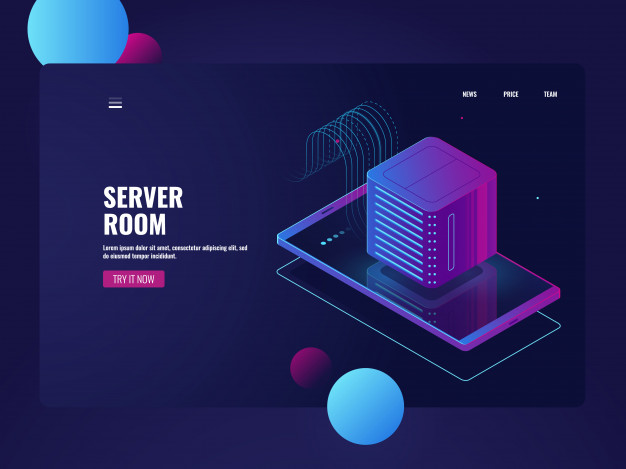 NEWS PRICE TEAM
SERVER
ROOM
Lorem ipsum dolor sit amet, consectetur adipiscing elit, sed do eiusmod
tempor incididunt.
TRY IT NOW